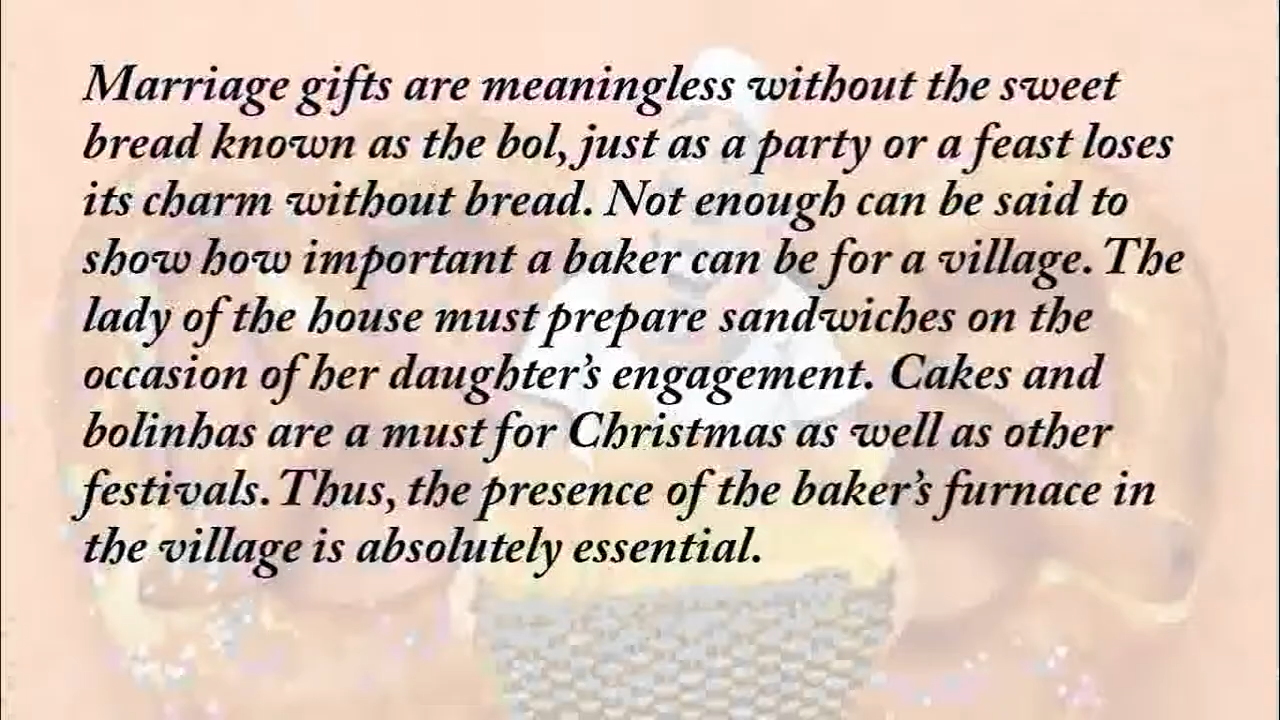 Marriage gifts are meaningless without the sweet
bread known as the bol, just as a party or a feast loses
its charm without bread. Not enough can be said to
show how important a baker can be for a village. The
lady of the house must prepare sandwiches on the
occasion of her daughter’s engagement. Cakes and
bolinhas are a must for Christmas as well as other
festivals. Thus, the presence of the baker’s furnace in
the village is absolutely essential.